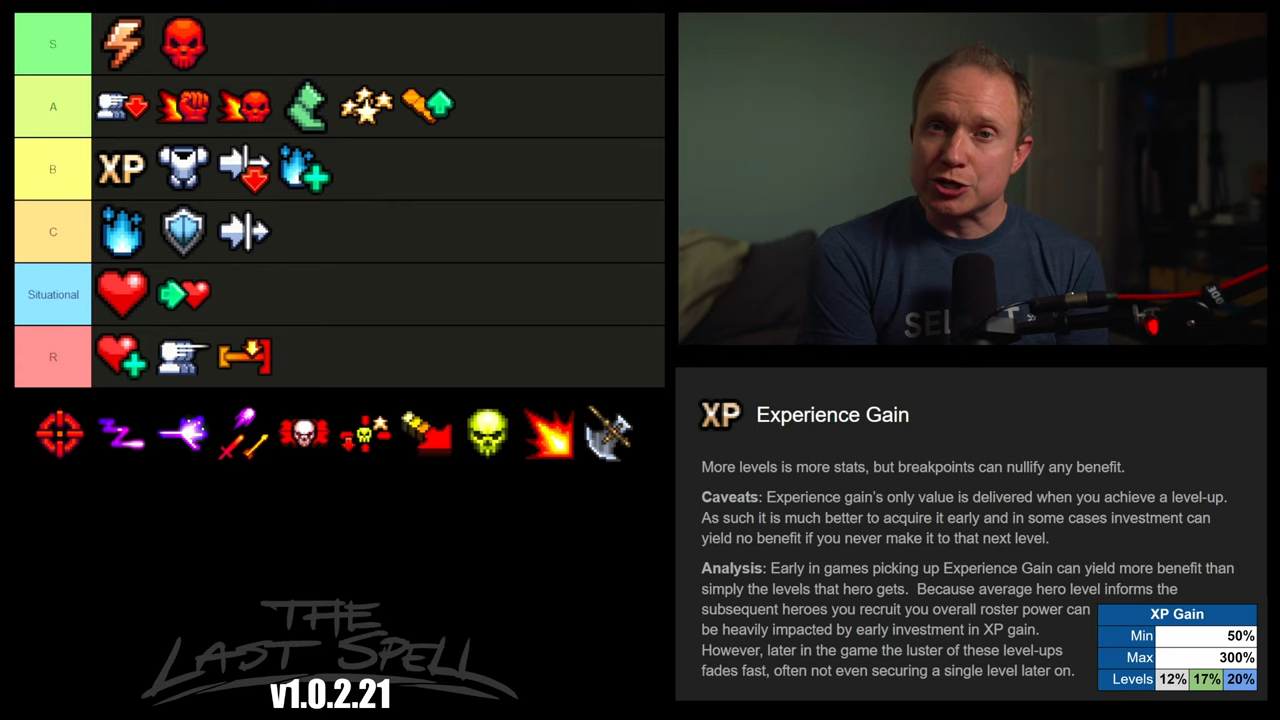 S
A
B
XP
C
Situational
R
SELECT
XP Experience Gain
More levels is more stats, but breakpoints can nullify any benefit.
Caveats: Experience gain's only value is delivered when you achieve a level-up.
As such it is much better to acquire it early and in some cases investment can
yield no benefit if you never make it to that next level.
Analysis: Early in games picking up Experience Gain can yield more benefit than
simply the levels that hero gets. Because average hero level informs the
subsequent heroes you recruit you overall roster power can
be heavily impacted by early investment in XP gain.
However, later in the game the luster of these level-ups
fades fast, often not even securing a single level later on.
XP Gain
Min 50%
Max 300%
Levels 12% 17% 20%
THE
LAST SPELL
v1.0.2.21